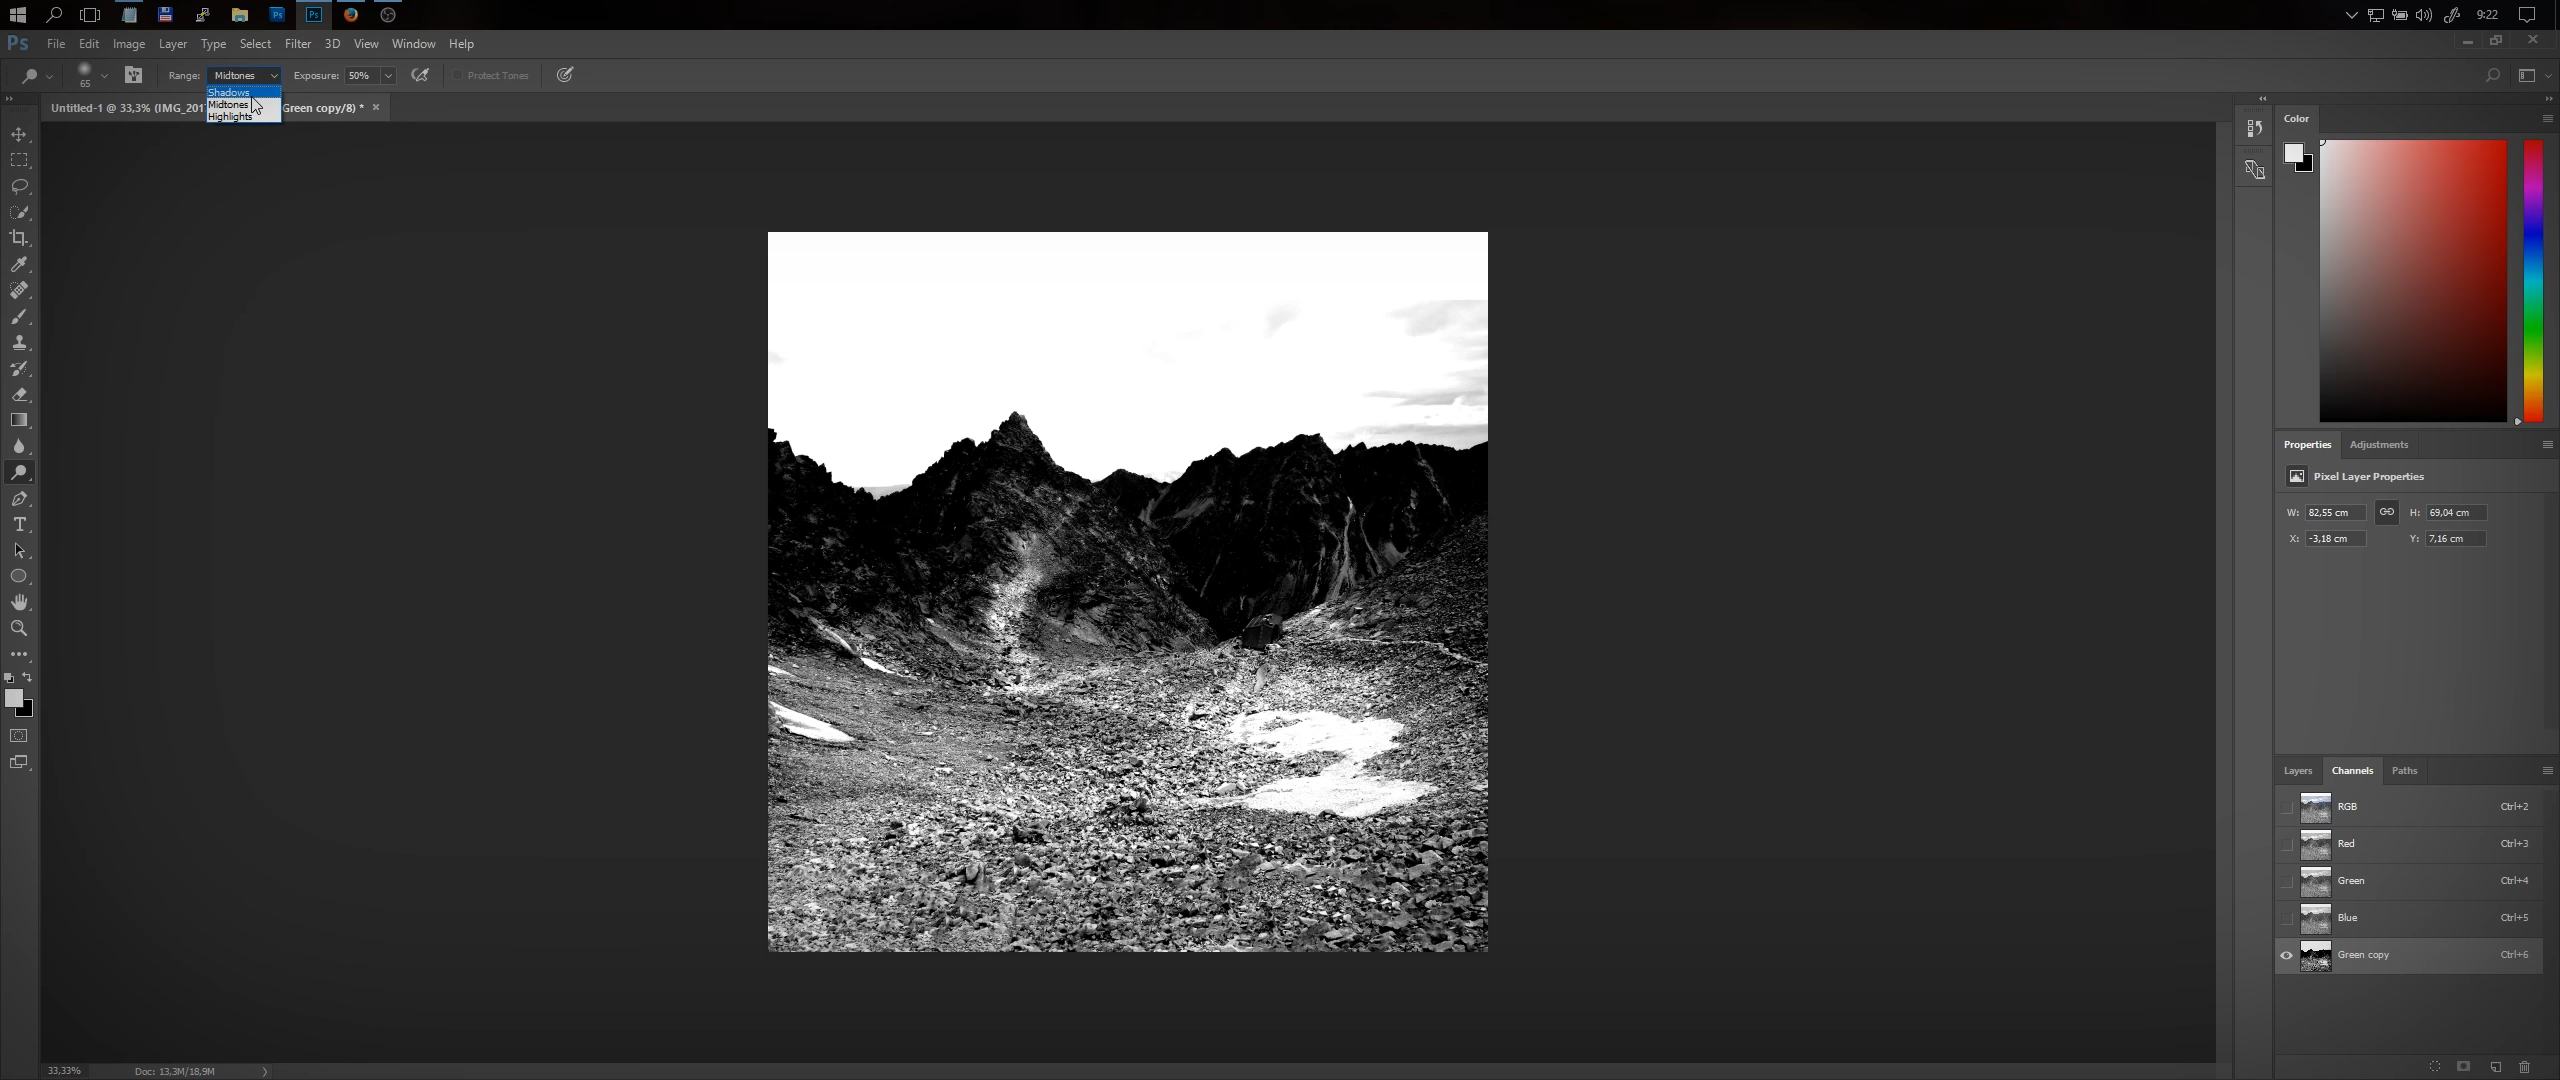 9:22
Ps File Edit Image Layer Type Select Filter 3D View Window Help
65 Range: Midtones Exposure: 50% Protect Tones
Shadows
Midtones
Highlights
Untitled-1 @ 33,3% (IMG_201 Green copy/8) * ×
Color
Properties Adjustments
Pixel Layer Properties
W: 82,55 cm H: 69,04 cm
X: -3,18 cm Y: 7,16 cm
Layers Channels Paths
RGB Ctrl+2
Red Ctrl+3
Green Ctrl+4
Blue Ctrl+5
Green copy Ctrl+6
33,33% Doc: 13,3M/18,9M